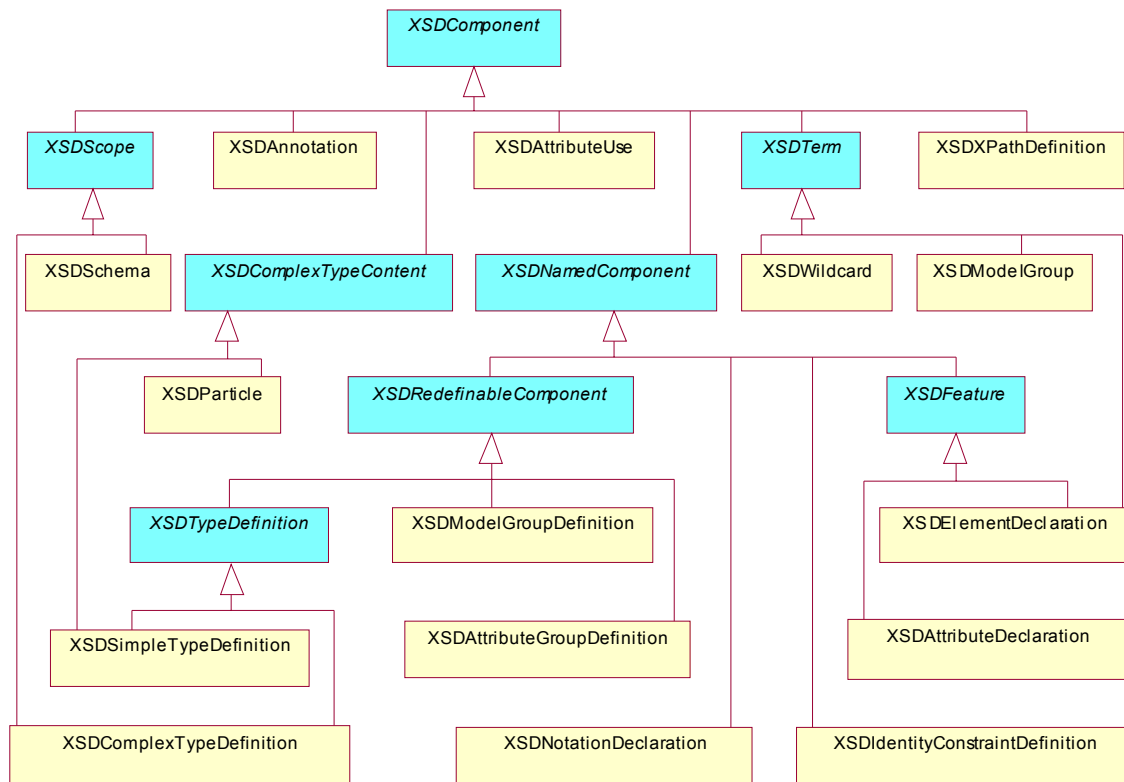 XSDComponent
XSDScope
XSDAnnotation
XSDAttributeUse
XSDTerm
XSDXPathDefinition
XSDSchema
XSDComplexTypeContent
XSDNamedComponent
XSDWildcard
XSDModelGroup
XSDParticle
XSDRedefinableComponent
XSDFeature
XSDTypeDefinition
XSDModelGroupDefinition
XSDElementDeclaration
XSDSimpleTypeDefinition
XSDAttributeGroupDefinition
XSDAttributeDeclaration
XSDComplexTypeDefinition
XSDNotationDeclaration
XSDIdentityConstraintDefinition